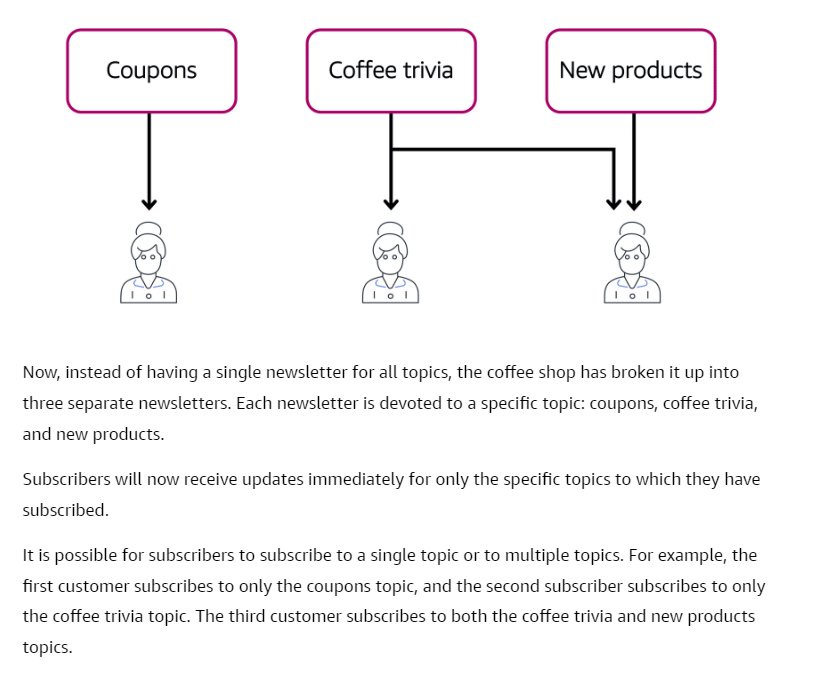 Coupons
Coffee trivia
New products
Now, instead of having a single newsletter for all topics, the coffee shop has broken it up into
three separate newsletters. Each newsletter is devoted to a specific topic: coupons, coffee trivia,
and new products.
Subscribers will now receive updates immediately for only the specific topics to which they have
subscribed.
It is possible for subscribers to subscribe to a single topic or to multiple topics. For example, the
first customer subscribes to only the coupons topic, and the second subscriber subscribes to only
the coffee trivia topic. The third customer subscribes to both the coffee trivia and new products
topics.